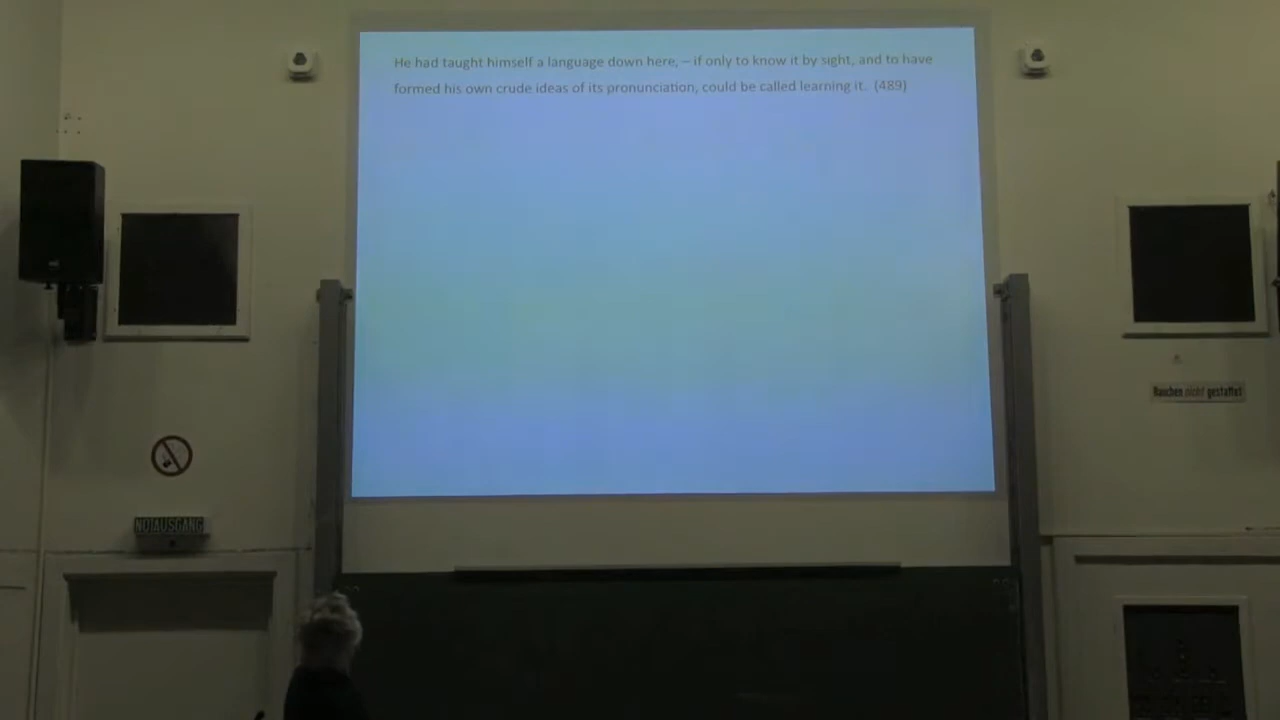 He had taught himself a language down here, – if only to know it by sight, and to have
formed his own crude ideas of its pronunciation, could be called learning it. (489)
Rauchen nicht gestattet
NOTAUSGANG